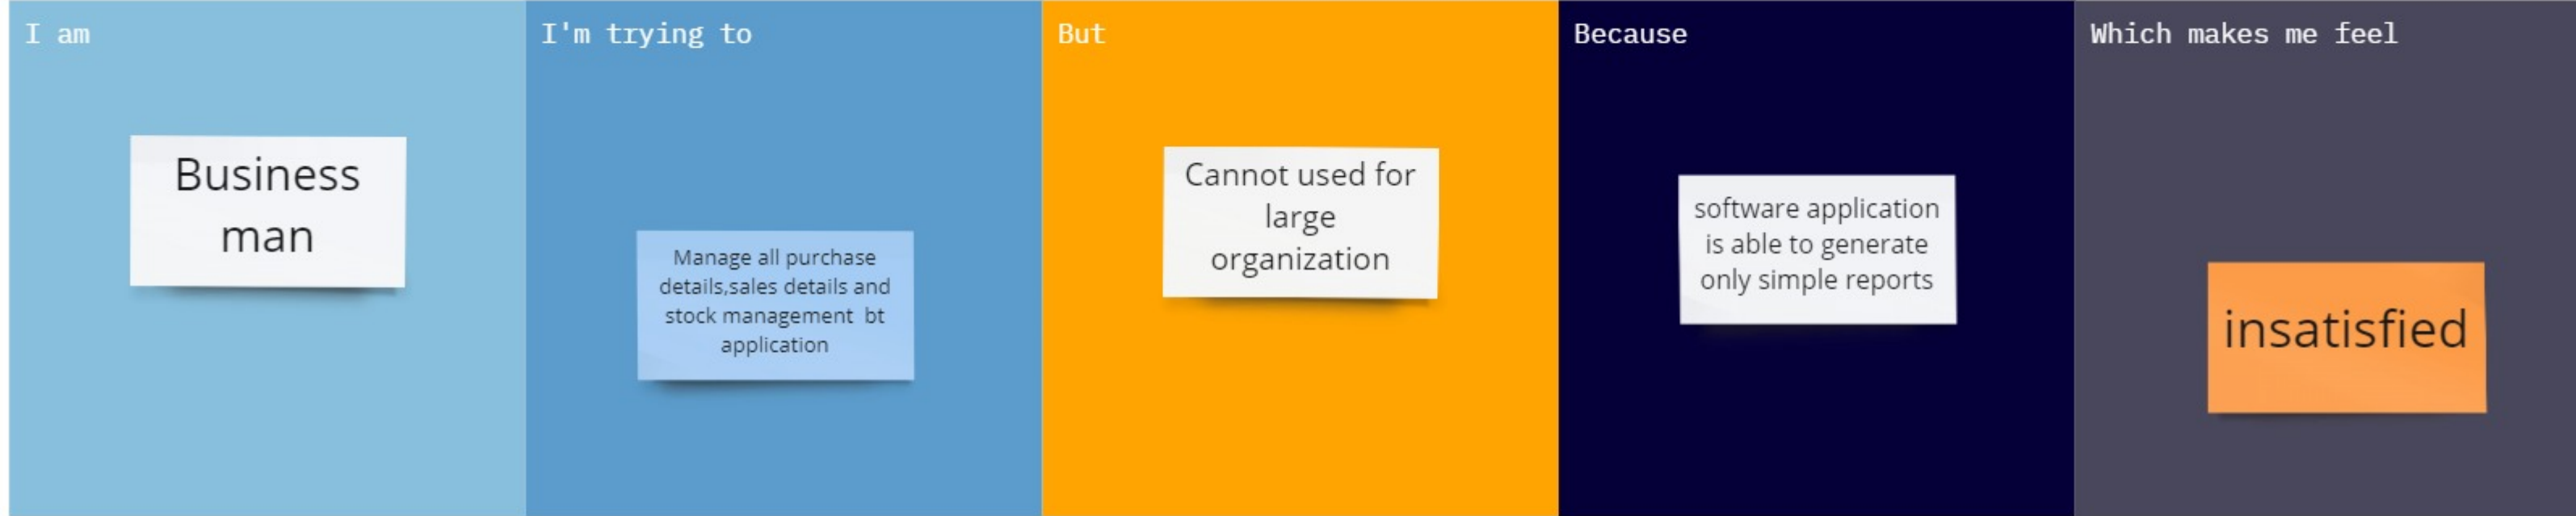 I am
Business
man
I'm trying to
Manage all purchase
details,sales details and
stock management bt
application
But
Cannot used for
large
organization
Because
software application
is able to generate
only simple reports
Which makes me feel
insatisfied